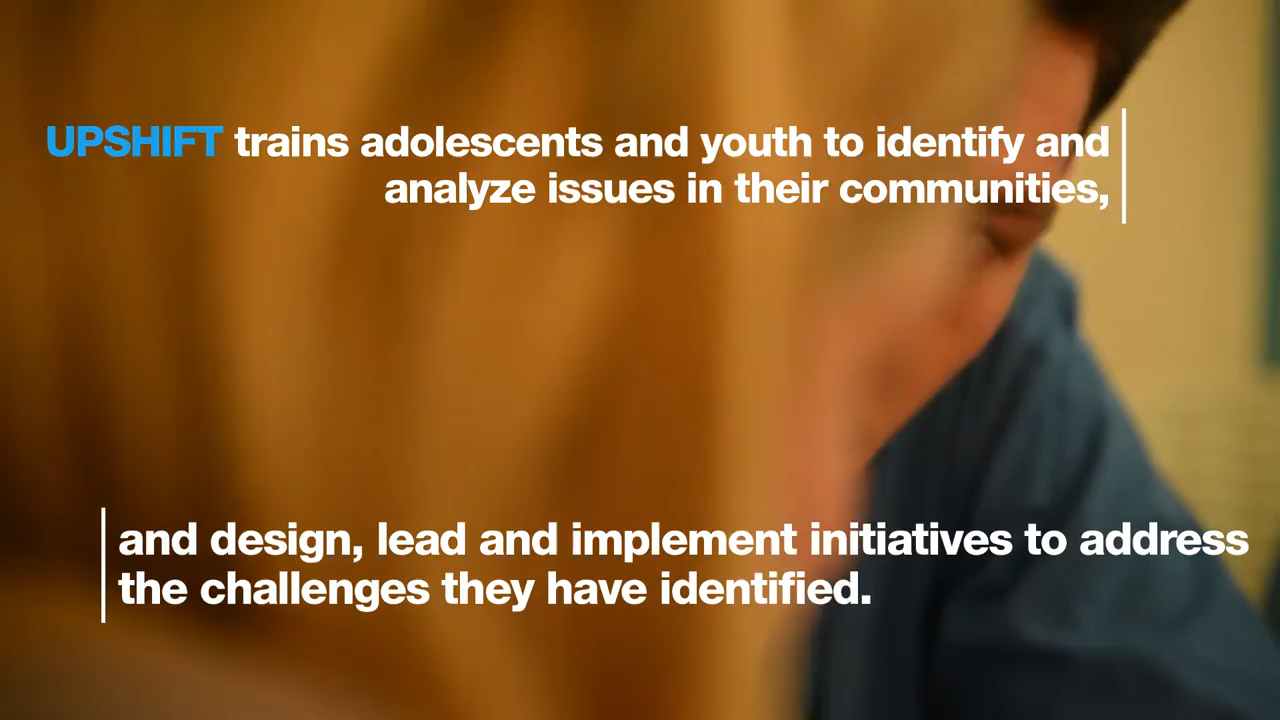 UPSHIFT trains adolescents and youth to identify and
analyze issues in their communities,
and design, lead and implement initiatives to address
the challenges they have identified.